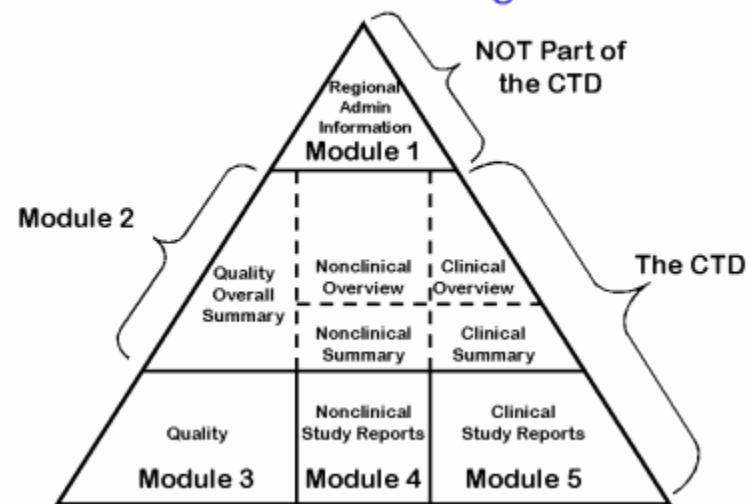 NOT Part of
the CTD
Regional
Admin
Information
Module 1
Module 2
The CTD
Quality
Overall
Summary
Nonclinical
Overview
Clinical
Overview
Nonclinical
Summary
Clinical
Summary
Quality
Module 3
Nonclinical
Study Reports
Module 4
Clinical
Study Reports
Module 5